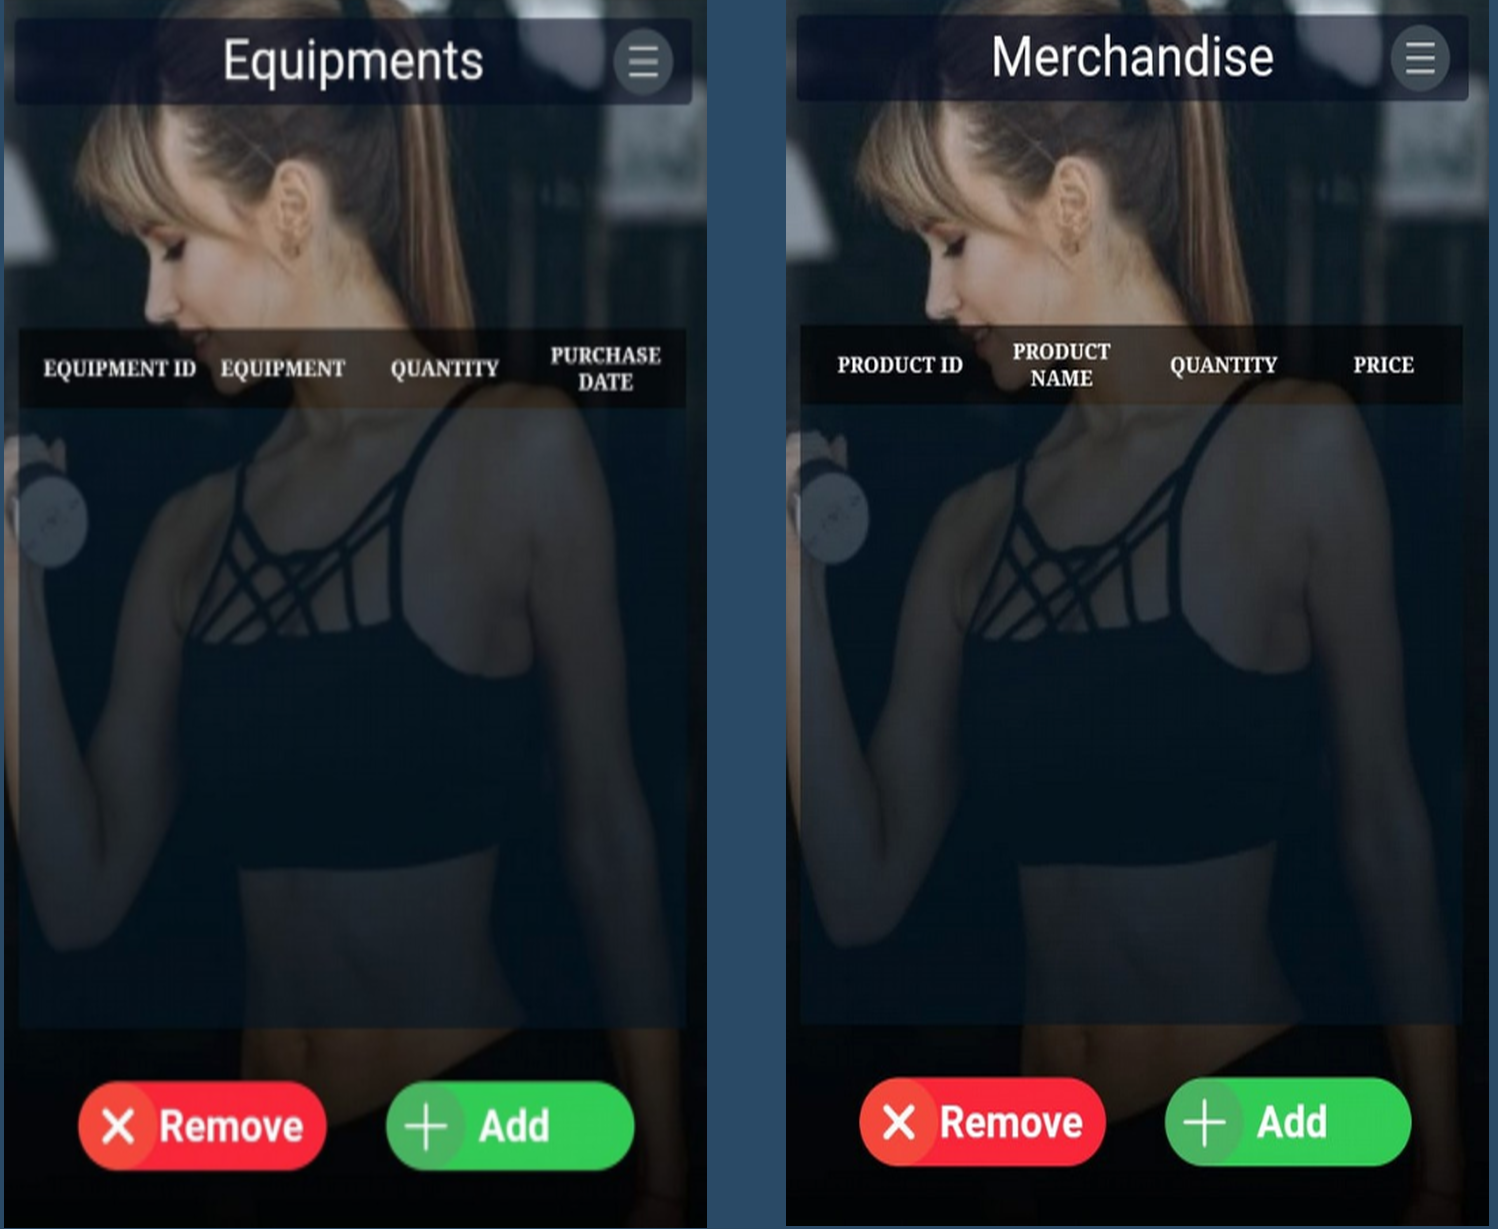 Equipments
EQUIPMENT ID EQUIPMENT QUANTITY PURCHASE
DATE
Remove Add
Merchandise
PRODUCT ID PRODUCT
NAME QUANTITY PRICE
Remove Add